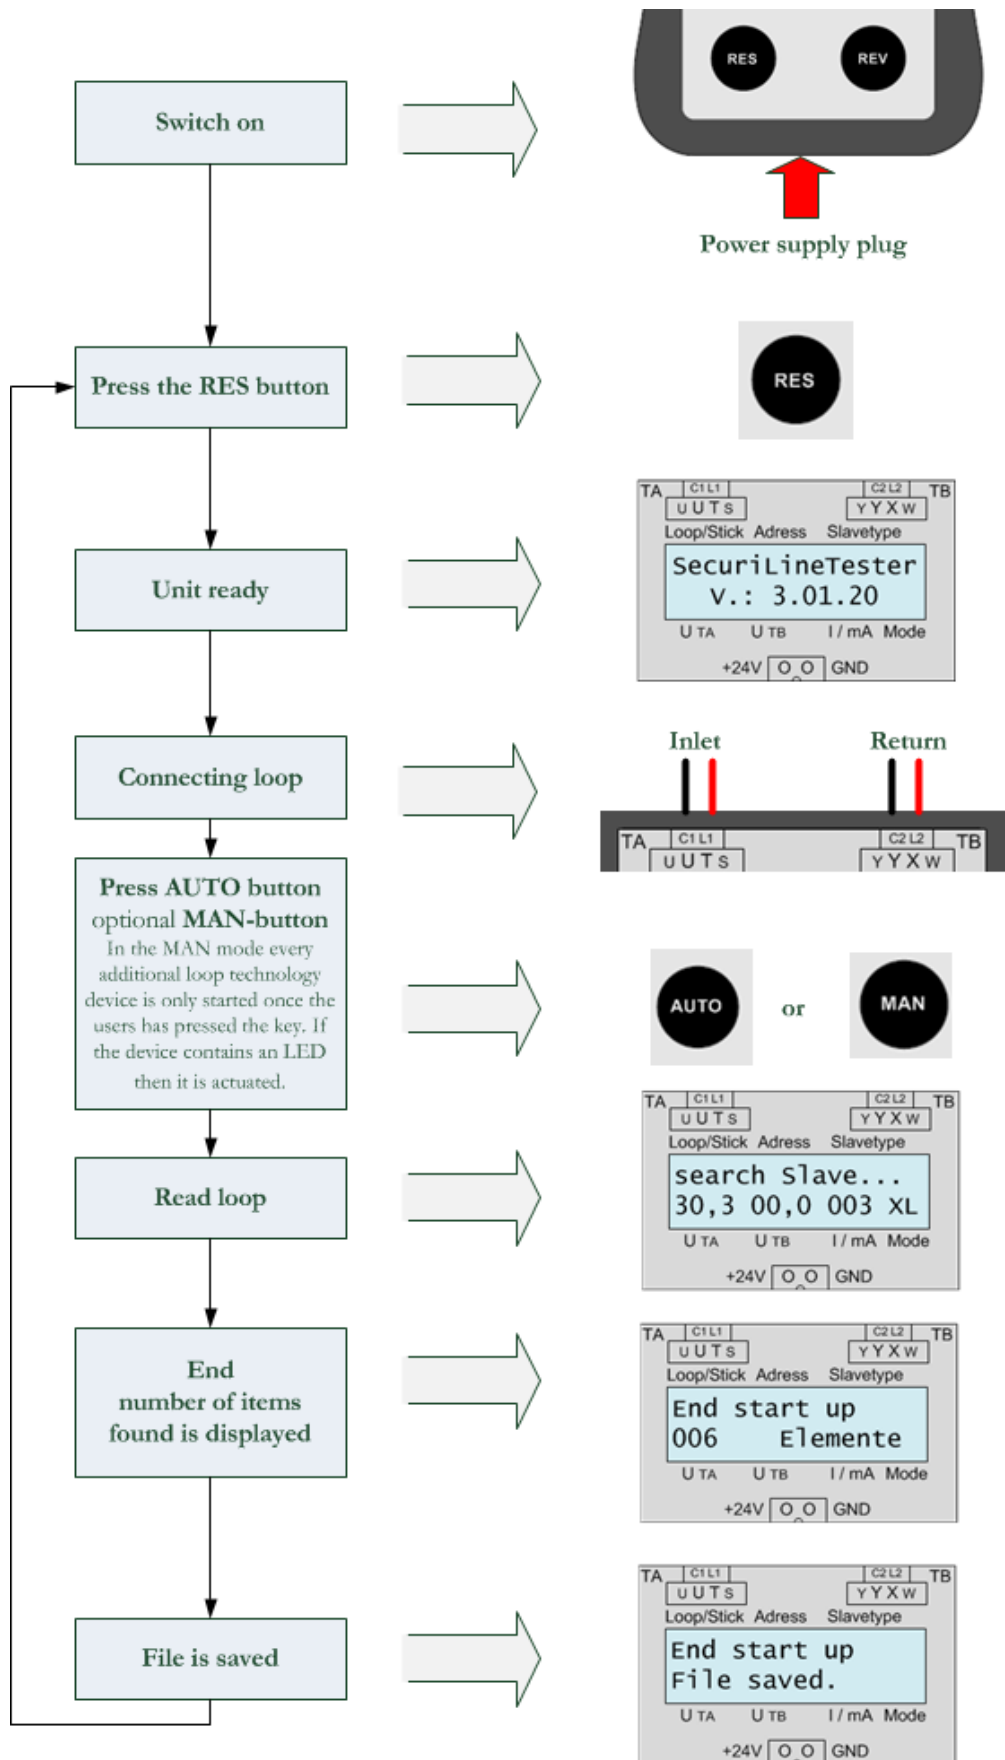 RES REV
Switch on
Power supply plug
Press the RES button
RES
TA C1 L1 C2 L2 TB
U U T S Y Y X W
Loop/Stick Adress Slavetype
SecuriLineTester
V.: 3.01.20
U TA U TB I / mA Mode
+24V O O GND
Unit ready
Inlet Return
Connecting loop
TA C1 L1 C2 L2 TB
U U T S Y Y X W
Press AUTO button
optional MAN-button
In the MAN mode every
additional loop technology
device is only started once the
users has pressed the key. If
the device contains an LED
then it is actuated.
AUTO or MAN
TA C1 L1 C2 L2 TB
U U T S Y Y X W
Loop/Stick Adress Slavetype
search Slave...
30,3 00,0 003 XL
U TA U TB I / mA Mode
+24V O O GND
Read loop
TA C1 L1 C2 L2 TB
U U T S Y Y X W
Loop/Stick Adress Slavetype
End start up
006 Elemente
U TA U TB I / mA Mode
+24V O O GND
End
number of items
found is displayed
TA C1 L1 C2 L2 TB
U U T S Y Y X W
Loop/Stick Adress Slavetype
End start up
File saved.
U TA U TB I / mA Mode
+24V O O GND
File is saved